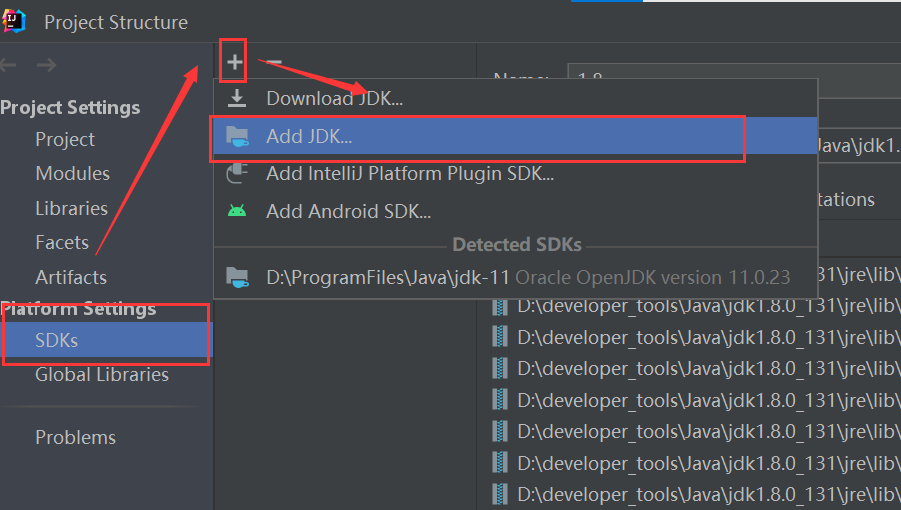 Project Structure
Project Settings
Project
Modules
Libraries
Facets
Artifacts
Platform Settings
SDKs
Global Libraries
Problems
Name: 1.8
Download JDK...
Add JDK...
Add IntelliJ Platform Plugin SDK...
Add Android SDK...
Detected SDKs
D:\ProgramFiles\Java\jdk-11 Oracle OpenJDK version 11.0.23
Java\jdk1.
tations
_131\jre\lib\
D:\developer_tools\Java\jdk1.8.0_131\jre\lib\
D:\developer_tools\Java\jdk1.8.0_131\jre\lib\
D:\developer_tools\Java\jdk1.8.0_131\jre\lib\
D:\developer_tools\Java\jdk1.8.0_131\jre\lib\
D:\developer_tools\Java\jdk1.8.0_131\jre\lib\
D:\developer_tools\Java\jdk1.8.0_131\jre\lib\
D:\developer_tools\Java\jdk1.8.0_131\jre\lib\